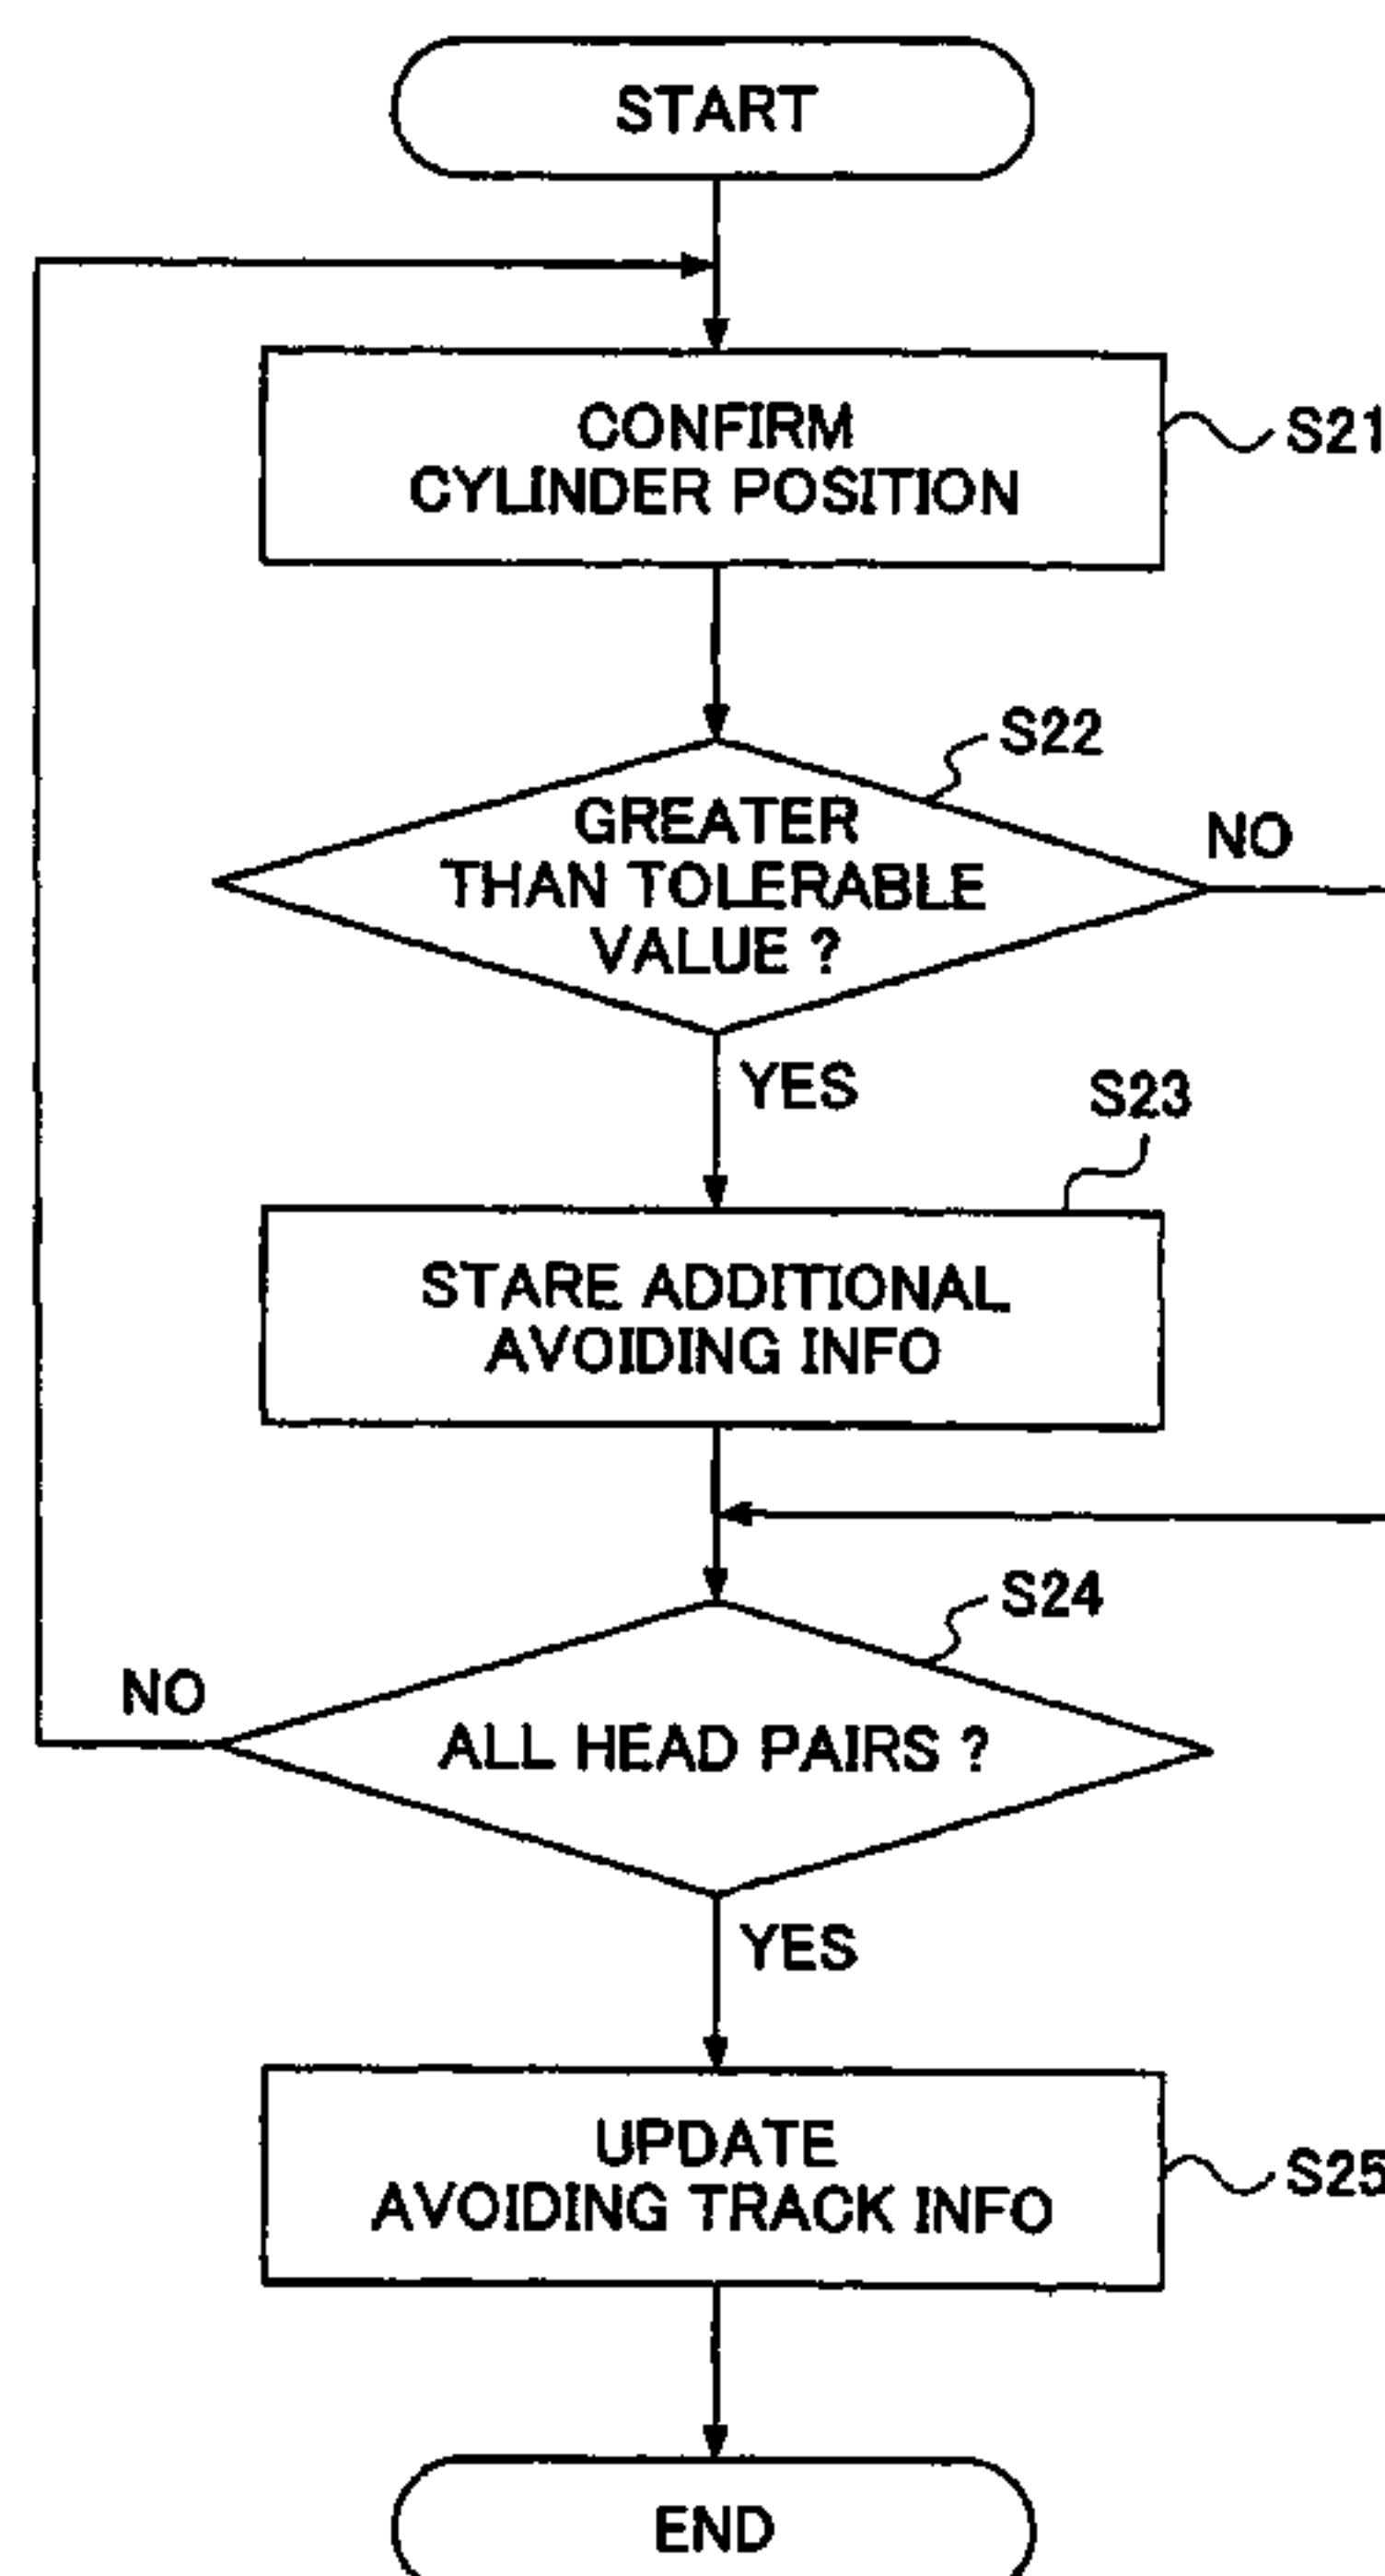 START
CONFIRM
CYLINDER POSITION
S21
S22
GREATER
THAN TOLERABLE
VALUE ?
NO
YES
S23
STARE ADDITIONAL
AVOIDING INFO
S24
NO
ALL HEAD PAIRS ?
YES
UPDATE
AVOIDING TRACK INFO
S25
END